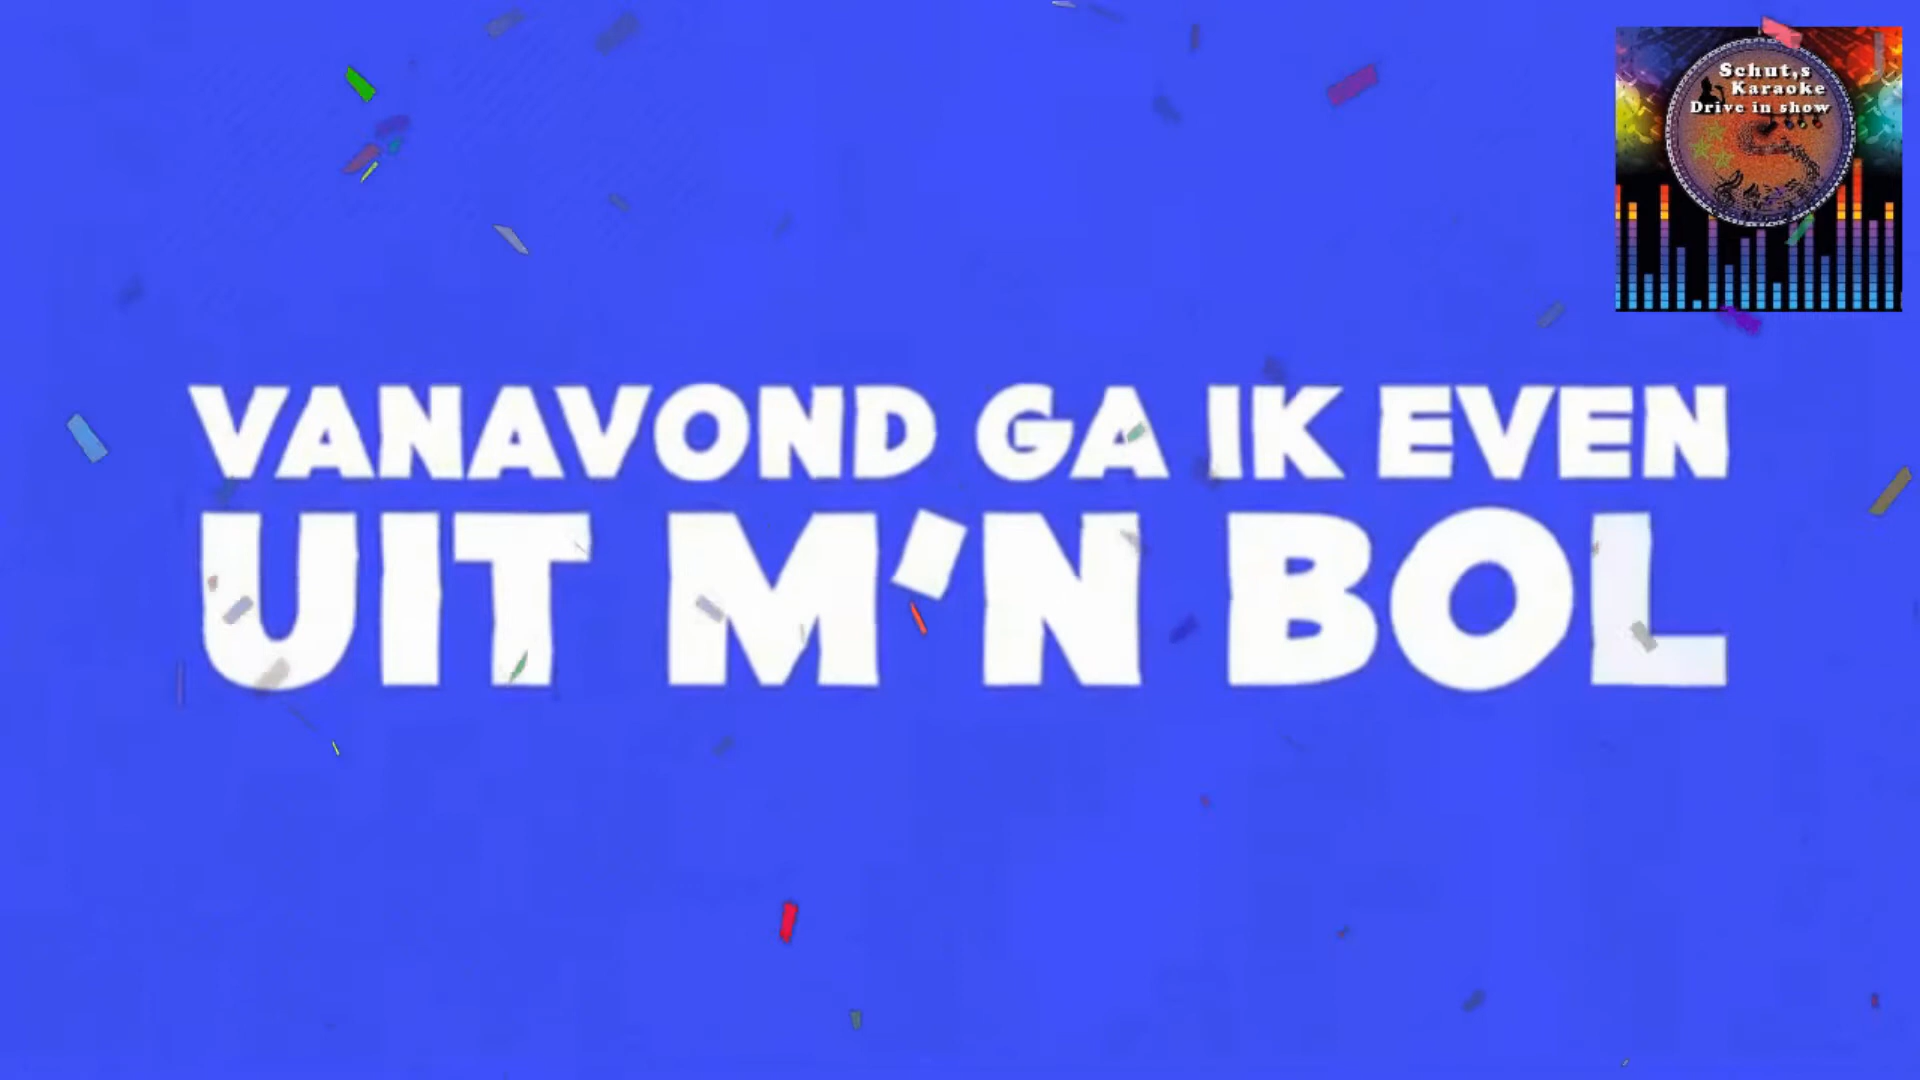 Schut,s
Karaoke
Drive in show
VANAVOND GA IK EVEN
UIT M'N BOL